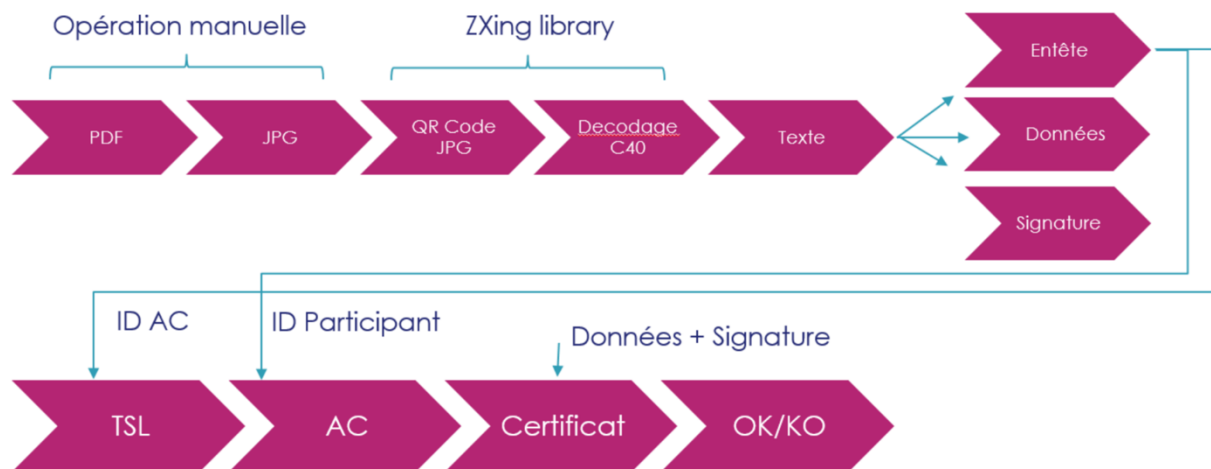 Opération manuelle
ZXing library
PDF
JPG
QR Code
JPG
Decodage
C40
Texte
Entête
Données
Signature
ID AC
ID Participant
Données + Signature
TSL
AC
Certificat
OK/KO